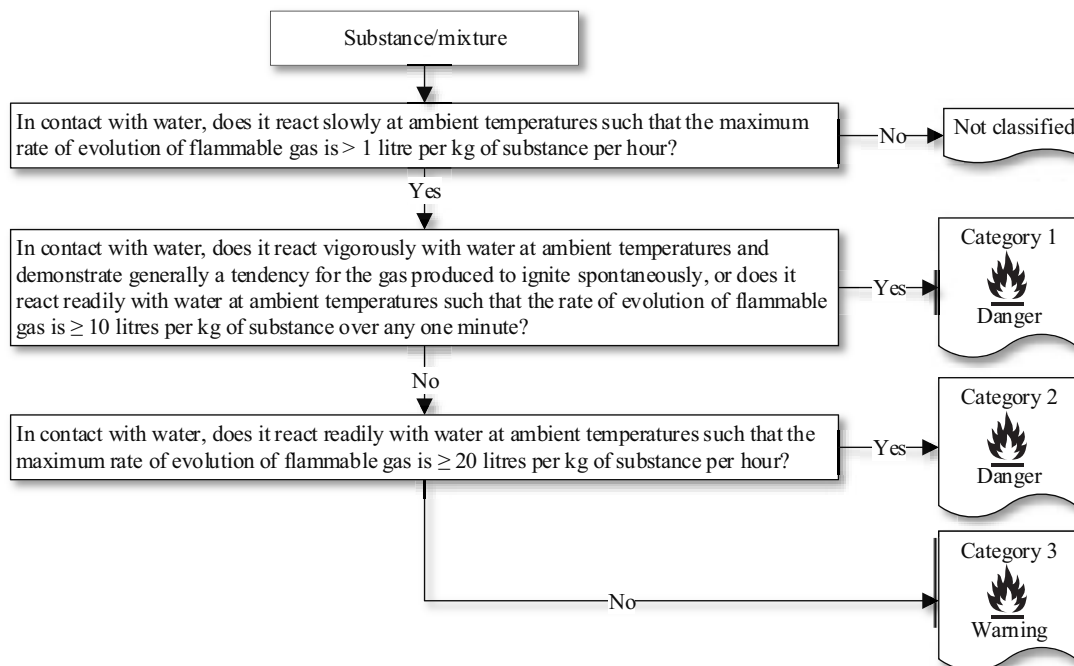 Substance/mixture
In contact with water, does it react slowly at ambient temperatures such that the maximum
rate of evolution of flammable gas is > 1 litre per kg of substance per hour?
No
Not classified
Yes
In contact with water, does it react vigorously with water at ambient temperatures and
demonstrate generally a tendency for the gas produced to ignite spontaneously, or does it
react readily with water at ambient temperatures such that the rate of evolution of flammable
gas is ≥ 10 litres per kg of substance over any one minute?
Yes
Category 1
Danger
No
In contact with water, does it react readily with water at ambient temperatures such that the
maximum rate of evolution of flammable gas is ≥ 20 litres per kg of substance per hour?
Yes
Category 2
Danger
No
Category 3
Warning